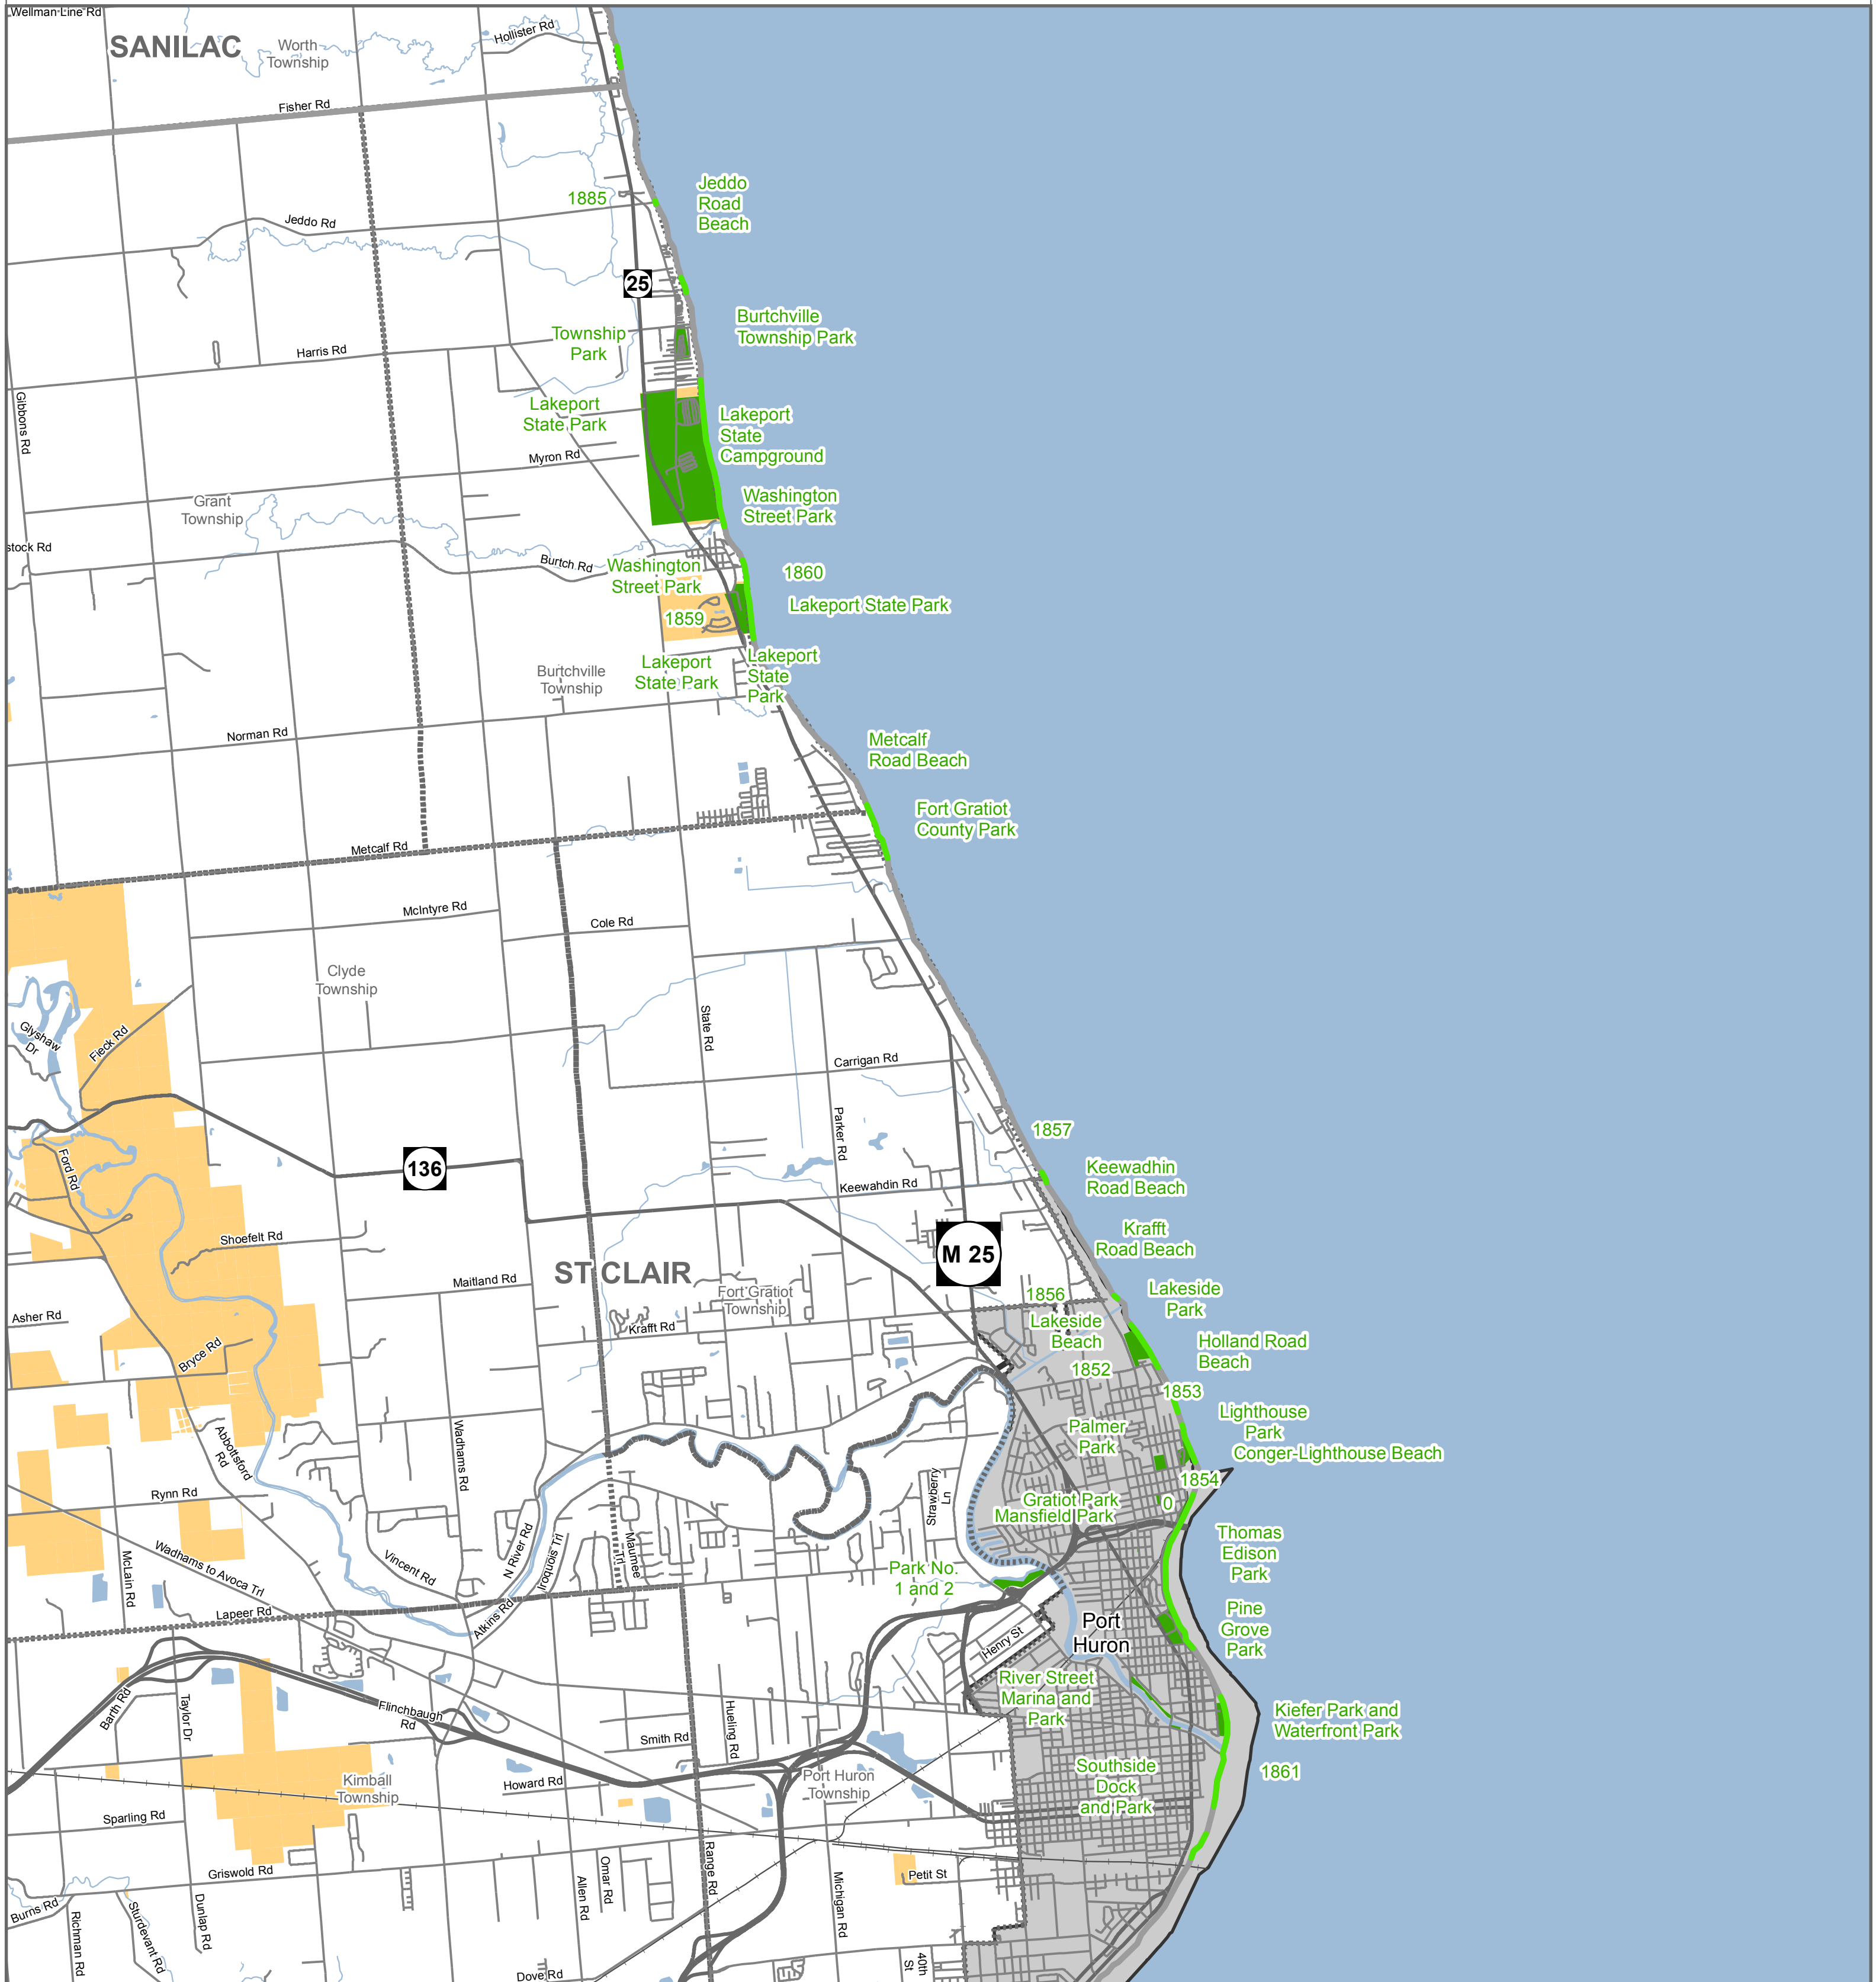 Wellman-Line Rd
SANILAC
Worth
Township
Hollister Rd
Fisher Rd
1885
Jeddo
Road
Beach
Jeddo Rd
25
Burtchville
Township Park
Township
Park
Harris Rd
Gibbons Rd
Lakeport
State Park
Lakeport
State
Campground
Myron Rd
Washington
Street Park
Grant
Township
stock Rd
Burtch Rd
Washington
Street Park
1860
Lakeport State Park
1859
Lakeport
State Park
Lakeport
State
Park
Burtchville
Township
Norman Rd
Metcalf
Road Beach
Fort Gratiot
County Park
Metcalf Rd
McIntyre Rd
Cole Rd
Clyde
Township
State Rd
Glyshaw
Dr
Fleck Rd
Carrigan Rd
Parker Rd
1857
Ford Rd
136
Keewadhin
Road Beach
Keewahdin Rd
Shoefelt Rd
M 25
Krafft
Road Beach
ST CLAIR
Maitland Rd
Fort Gratiot
Township
1856
Lakeside
Park
Asher Rd
Krafft Rd
Lakeside
Beach
Bryce Rd
Holland Road
Beach
1852
1853
Abbottsford
Rd
Wadhams Rd
Palmer
Park
Lighthouse
Park
Conger-Lighthouse Beach
1854
Rynn Rd
Strawberry
Ln
Gratiot Park
0
Mansfield Park
Wadhams to Avoca Trl
McLain Rd
Vincent Rd
N River Rd
Iroquois Trl
Maumee
Trl
Thomas
Edison
Park
Park No.
1 and 2
Lapeer Rd
Atkins Rd
Port
Huron
Pine
Grove
Park
Henry St
Barth Rd
Taylor Dr
Flinchbaugh
Rd
Smith Rd
Hueling Rd
River Street
Marina and
Park
Kiefer Park and
Waterfront Park
Kimball
Township
Howard Rd
Port Huron
Township
Southside
Dock
and Park
1861
Sparling Rd
Griswold Rd
Range Rd
Omar Rd
Allen Rd
Michigan Rd
Petit St
Burns Rd
Richman Rd
Sturdevant Rd
Dunlap Rd
Dove Rd
40th
St